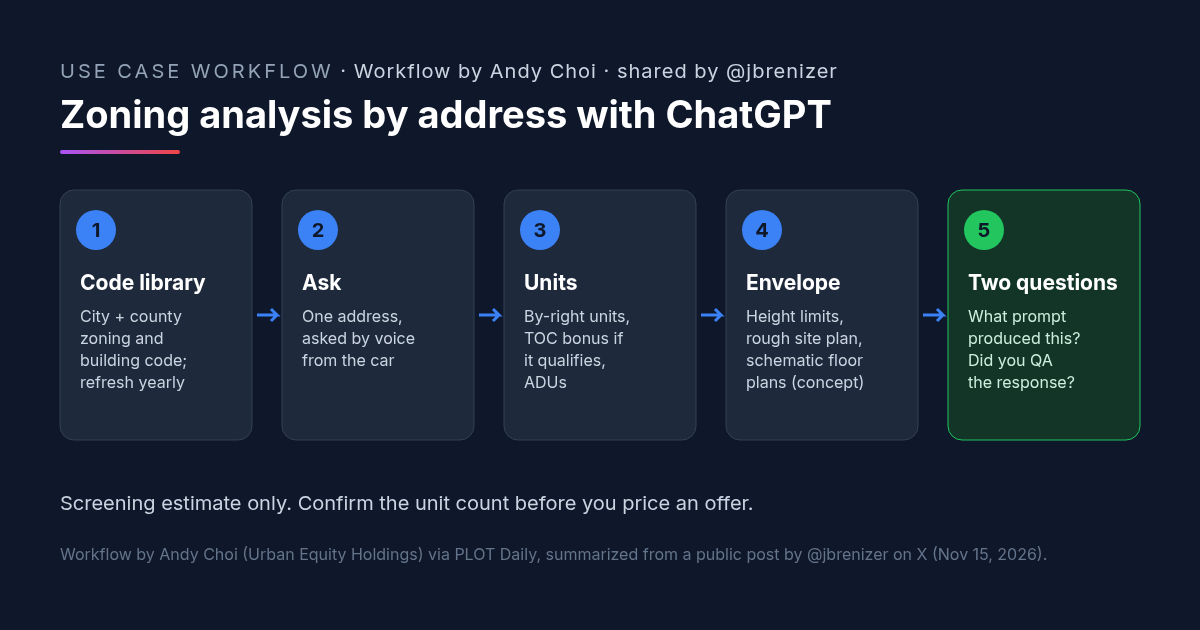 USE CASE WORKFLOW · Workflow by Andy Choi · shared by @jbrenizer
Zoning analysis by address with ChatGPT
1
Code library
City + county
zoning and
building code;
refresh yearly
2
Ask
One address,
asked by voice
from the car
3
Units
By-right units,
TOC bonus if
it qualifies,
ADUs
4
Envelope
Height limits,
rough site plan,
schematic floor
plans (concept)
5
Two questions
What prompt
produced this?
Did you QA
the response?
Screening estimate only. Confirm the unit count before you price an offer.
Workflow by Andy Choi (Urban Equity Holdings) via PLOT Daily, summarized from a public post by @jbrenizer on X (Nov 15, 2026).